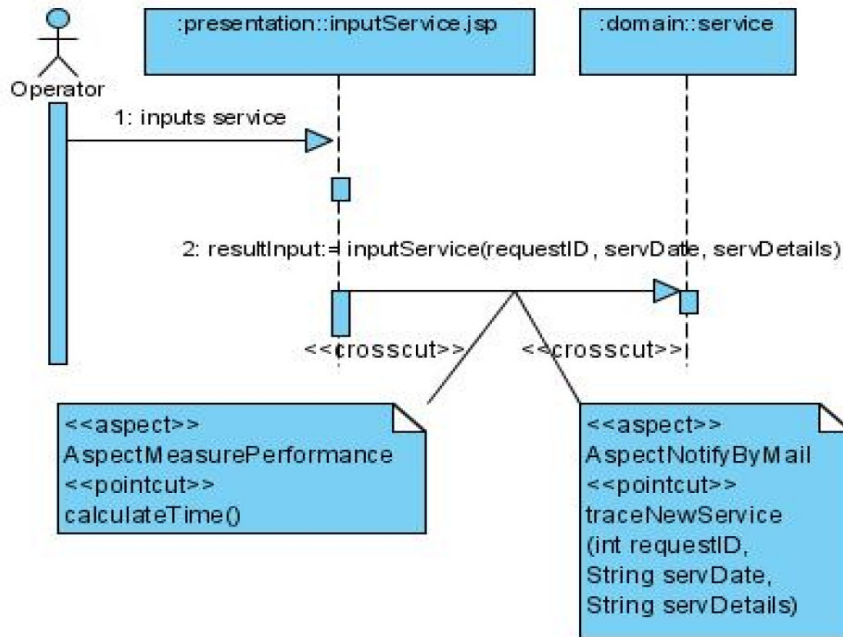 :presentation::inputService.jsp
:domain::service
Operator
1: inputs service
2: resultInput:= inputService(requestID, servDate, servDetails)
<<crosscut>>
<<crosscut>>
<<aspect>>
AspectMeasurePerformance
<<pointcut>>
calculateTime()
<<aspect>>
AspectNotifyByMail
<<pointcut>>
traceNewService
(int requestID,
String servDate,
String servDetails)